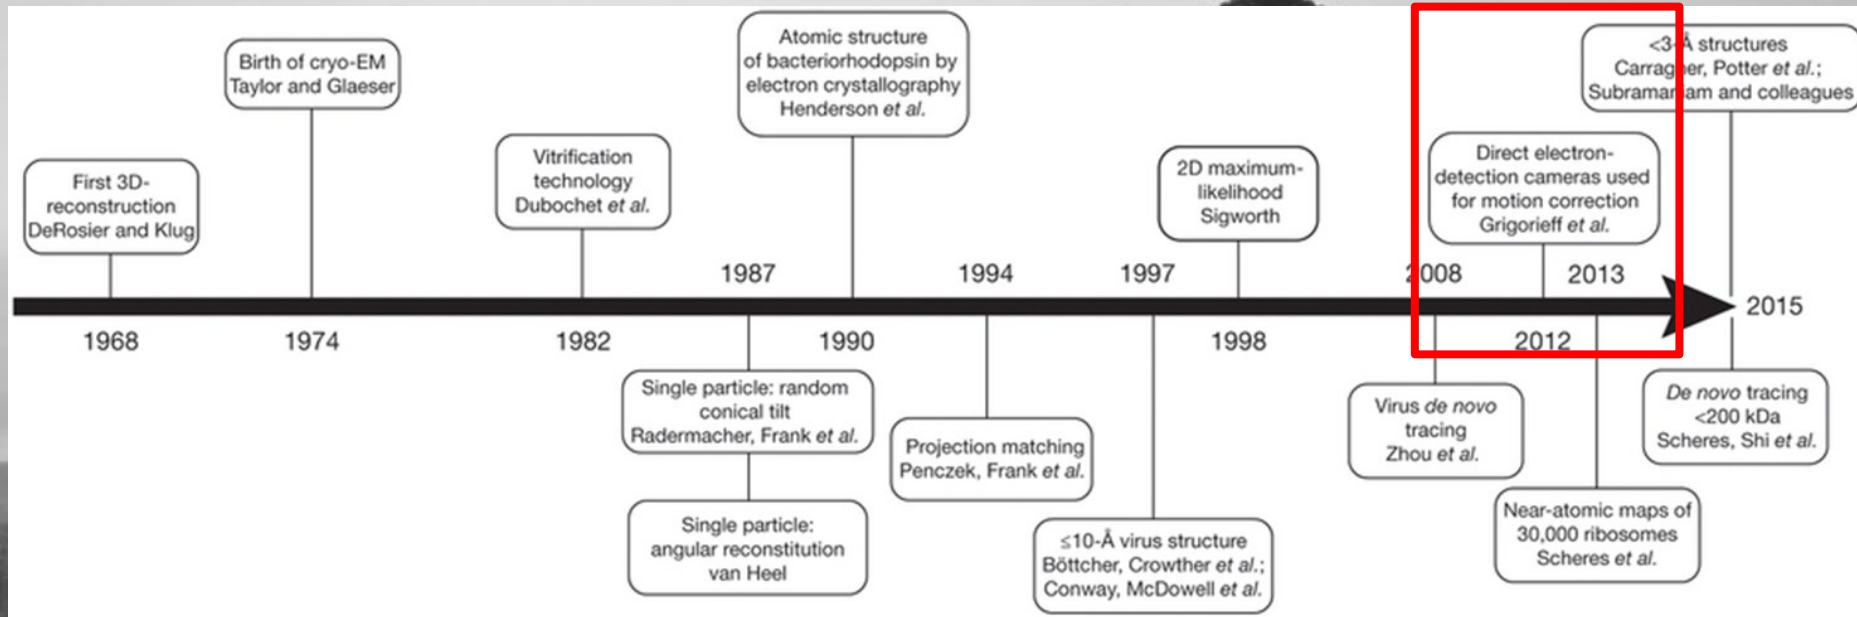 First 3D-
reconstruction
DeRosier and Klug
Birth of cryo-EM
Taylor and Glaeser
Vitrification
technology
Dubochet et al.
Atomic structure
of bacteriorhodopsin by
electron crystallography
Henderson et al.
2D maximum-
likelihood
Sigworth
Direct electron-
detection cameras used
for motion correction
Grigorieff et al.
<3-Å structures
Carragher, Potter et al.;
Subramaniam and colleagues
1987
1994
1997
2008
2013
2015
1968
1974
1982
1990
1998
2012
Single particle: random
conical tilt
Radermacher, Frank et al.
Single particle:
angular reconstitution
van Heel
Projection matching
Penczek, Frank et al.
≤10-Å virus structure
Böttcher, Crowther et al.;
Conway, McDowell et al.
Virus de novo
tracing
Zhou et al.
Near-atomic maps of
30,000 ribosomes
Scheres et al.
De novo tracing
<200 kDa
Scheres, Shi et al.